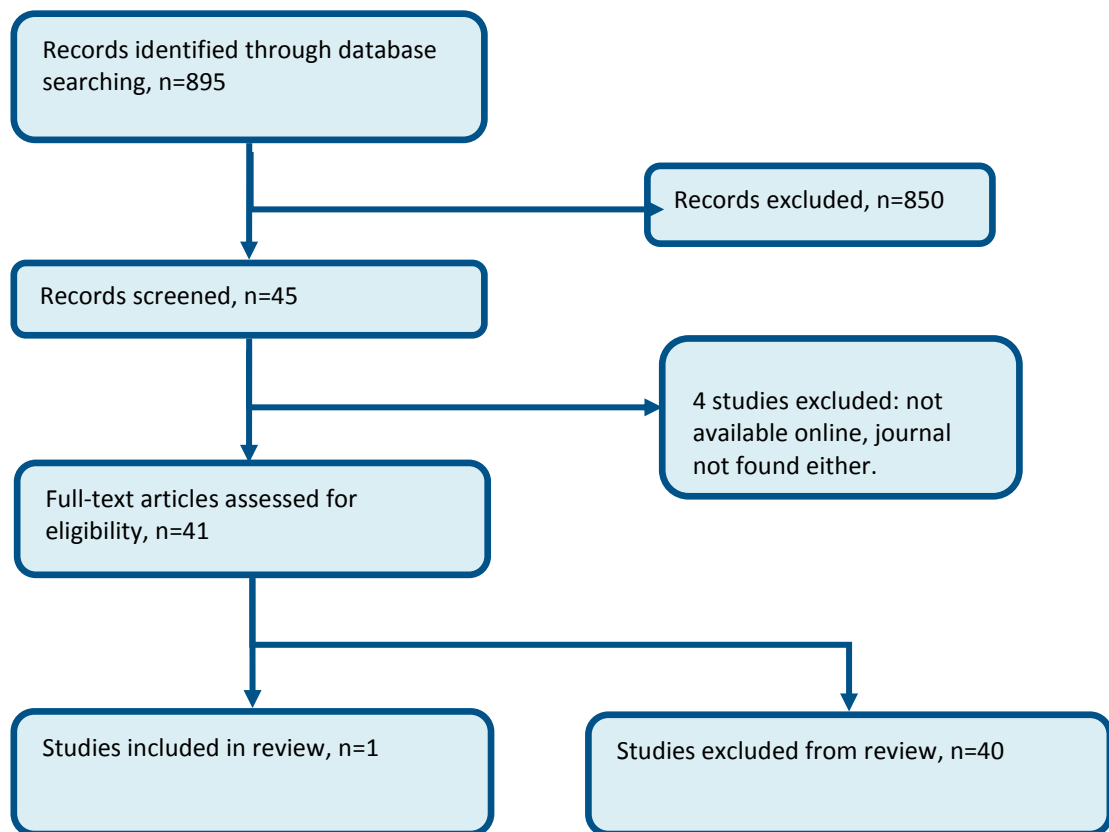 Records identified through database
searching, n=895
Records excluded, n=850
Records screened, n=45
4 studies excluded: not
available online, journal
not found either.
Full-text articles assessed for
eligibility, n=41
Studies included in review, n=1
Studies excluded from review, n=40